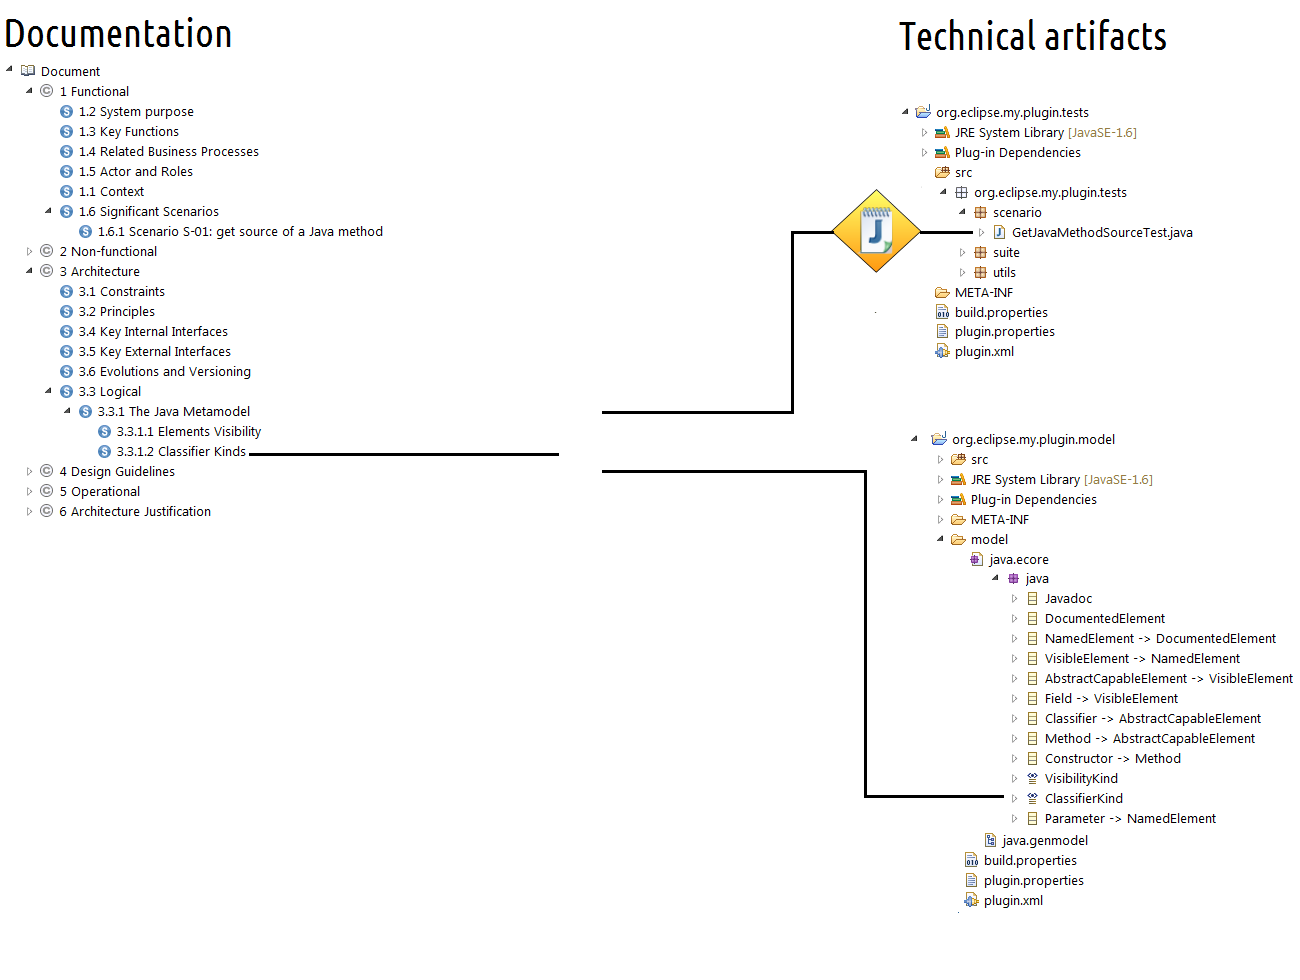 Documentation
Document
1 Functional
1.2 System purpose
1.3 Key Functions
1.4 Related Business Processes
1.5 Actor and Roles
1.1 Context
1.6 Significant Scenarios
1.6.1 Scenario S-01: get source of a Java method
2 Non-functional
3 Architecture
3.1 Constraints
3.2 Principles
3.4 Key Internal Interfaces
3.5 Key External Interfaces
3.6 Evolutions and Versioning
3.3 Logical
3.3.1 The Java Metamodel
3.3.1.1 Elements Visibility
3.3.1.2 Classifier Kinds
4 Design Guidelines
5 Operational
6 Architecture Justification
Technical artifacts
org.eclipse.my.plugin.tests
JRE System Library [JavaSE-1.6]
Plug-in Dependencies
src
org.eclipse.my.plugin.tests
scenario
GetJavaMethodSourceTest.java
suite
utils
META-INF
build.properties
plugin.properties
plugin.xml
org.eclipse.my.plugin.model
src
JRE System Library [JavaSE-1.6]
Plug-in Dependencies
META-INF
model
java.ecore
java
Javadoc
DocumentedElement
NamedElement -> DocumentedElement
VisibleElement -> NamedElement
AbstractCapableElement -> VisibleElement
Field -> VisibleElement
Classifier -> AbstractCapableElement
Method -> AbstractCapableElement
Constructor -> Method
VisibilityKind
ClassifierKind
Parameter -> NamedElement
java.genmodel
build.properties
plugin.properties
plugin.xml